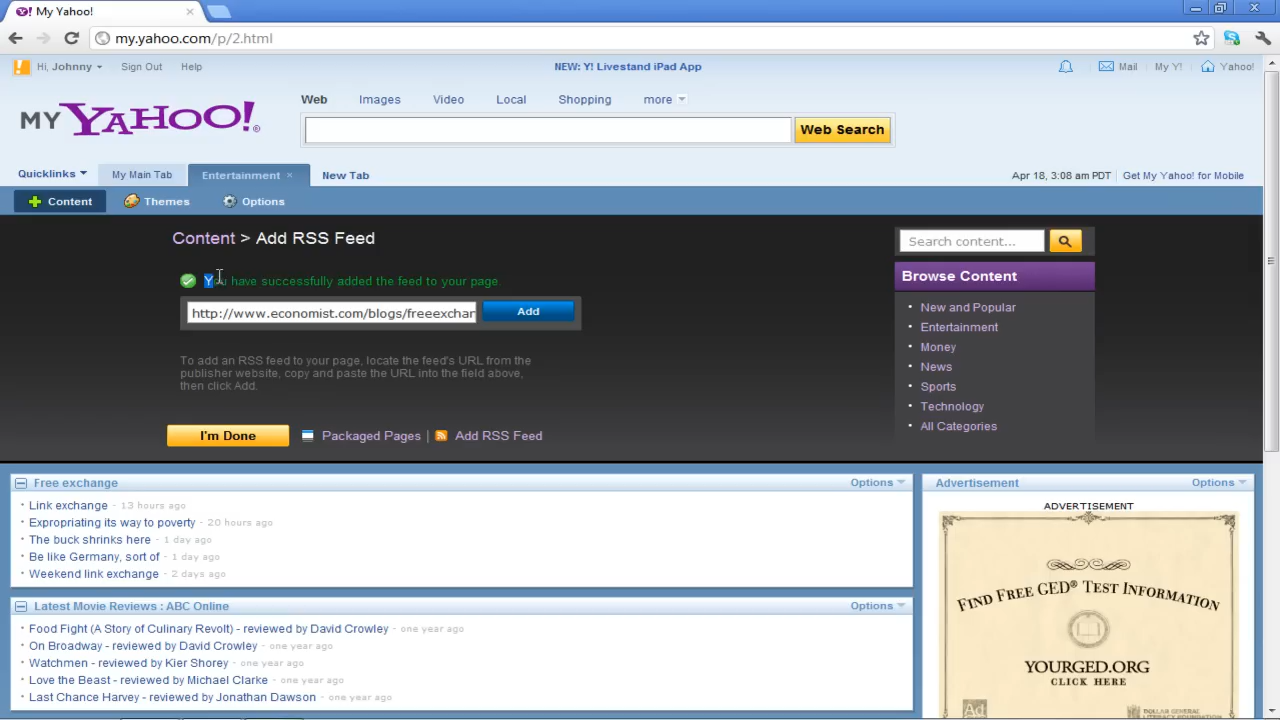 My Yahoo!
my.yahoo.com/p/2.html
Hi, Johnny Sign Out Help NEW: Y! Livestand iPad App Mail My Y! Yahoo!
MY YAHOO!
Web Images Video Local Shopping more
Web Search
Quicklinks My Main Tab Entertainment × New Tab Apr 18, 3:08 am PDT Get My Yahoo! for Mobile
Content Themes Options
Content > Add RSS Feed
Search content...
You have successfully added the feed to your page.
http://www.economist.com/blogs/freeexchar Add
To add an RSS feed to your page, locate the feed's URL from the
publisher website, copy and paste the URL into the field above,
then click Add.
I'm Done Packaged Pages | Add RSS Feed
Browse Content
• New and Popular
• Entertainment
• Money
• News
• Sports
• Technology
• All Categories
Free exchange Options
• Link exchange - 13 hours ago
• Expropriating its way to poverty - 20 hours ago
• The buck shrinks here - 1 day ago
• Be like Germany, sort of - 1 day ago
• Weekend link exchange - 2 days ago
Latest Movie Reviews : ABC Online Options
• Food Fight (A Story of Culinary Revolt) - reviewed by David Crowley - one year ago
• On Broadway - reviewed by David Crowley - one year ago
• Watchmen - reviewed by Kier Shorey - one year ago
• Love the Beast - reviewed by Michael Clarke - one year ago
• Last Chance Harvey - reviewed by Jonathan Dawson - one year ago
Advertisement Options
ADVERTISEMENT
FIND FREE GED® TEST INFORMATION
YOURGED.ORG
CLICK HERE
Ad
DOLLAR GENERAL